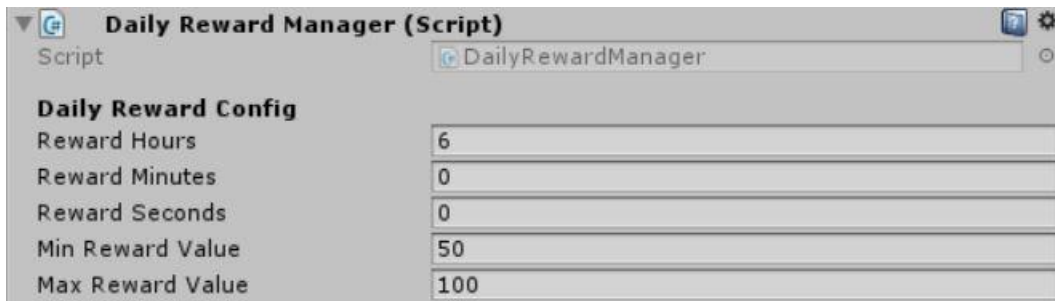 Daily Reward Manager (Script)
Script DailyRewardManager
Daily Reward Config
Reward Hours 6
Reward Minutes 0
Reward Seconds 0
Min Reward Value 50
Max Reward Value 100